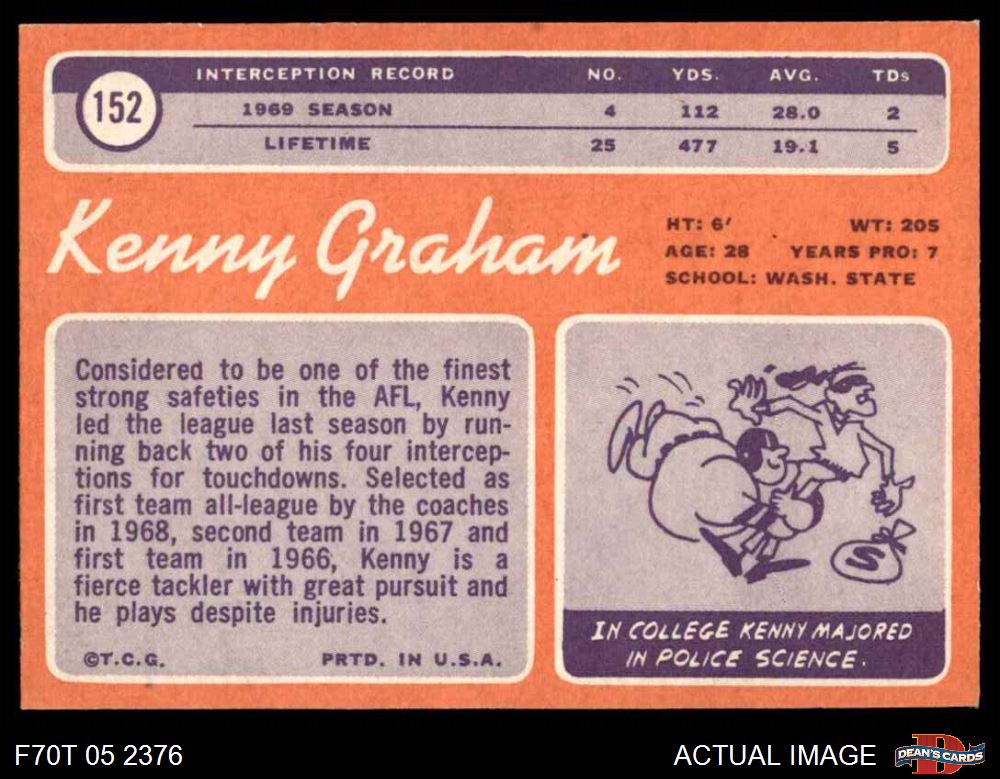 152
INTERCEPTION RECORD NO. YDS. AVG. TDs
1969 SEASON 4 112 28.0 2
LIFETIME 25 477 19.1 5
Kenny Graham
HT: 6' WT: 205
AGE: 28 YEARS PRO: 7
SCHOOL: WASH. STATE
Considered to be one of the finest
strong safeties in the AFL, Kenny
led the league last season by run-
ning back two of his four intercep-
tions for touchdowns. Selected as
first team all-league by the coaches
in 1968, second team in 1967 and
first team in 1966, Kenny is a
fierce tackler with great pursuit and
he plays despite injuries.
©T.C.G. PRTD. IN U.S.A.
S
IN COLLEGE KENNY MAJORED
IN POLICE SCIENCE.
F70T 05 2376
ACTUAL IMAGE
D
DEAN'S CARDS